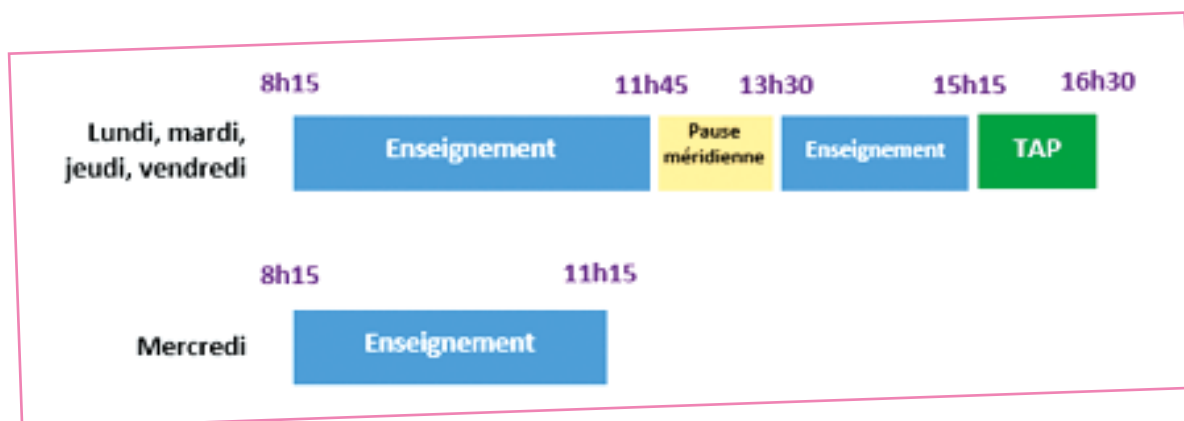 8h15 11h45 13h30 15h15 16h30
Lundi, mardi,
jeudi, vendredi
Enseignement
Pause
méridienne
Enseignement
TAP
8h15 11h15
Mercredi
Enseignement